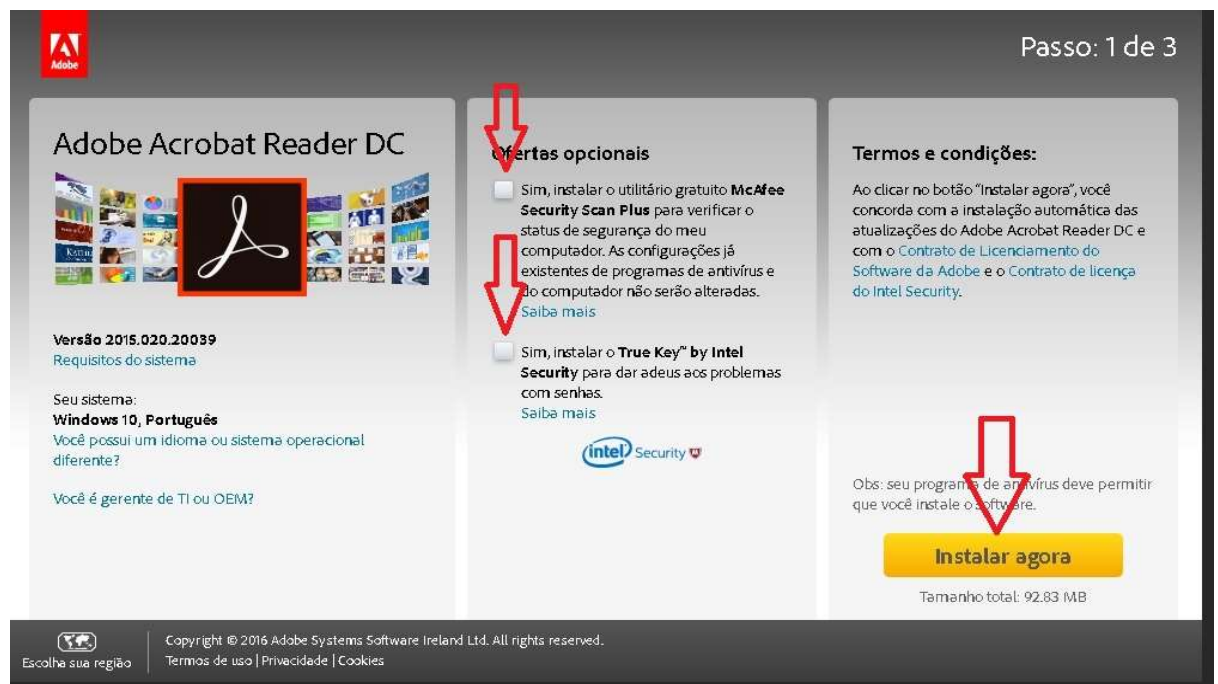 Adobe
Passo: 1 de 3
Adobe Acrobat Reader DC
Versão 2015.020.20039
Requisitos do sistema
Seu sistema:
Windows 10, Português
Você possui um idioma ou sistema operacional
diferente?
Você é gerente de TI ou OEM?
Ofertas opcionais
Sim, instalar o utilitário gratuito McAfee
Security Scan Plus para verificar o
status de segurança do meu
computador. As configurações já
existentes de programas de antivírus e
do computador não serão alteradas.
Saiba mais
Sim, instalar o True Key™ by Intel
Security para dar adeus aos problemas
com senhas.
Saiba mais
intel Security
Termos e condições:
Ao clicar no botão "Instalar agora", você
concorda com a instalação automática das
atualizações do Adobe Acrobat Reader DC e
com o Contrato de Licenciamento do
Software da Adobe e o Contrato de licença
do Intel Security.
Obs: seu programa de antivírus deve permitir
que você instale o software.
Instalar agora
Tamanho total: 92.83 MB
Escolha sua região
Copyright © 2016 Adobe Systems Software Ireland Ltd. All rights reserved.
Termos de uso | Privacidade | Cookies